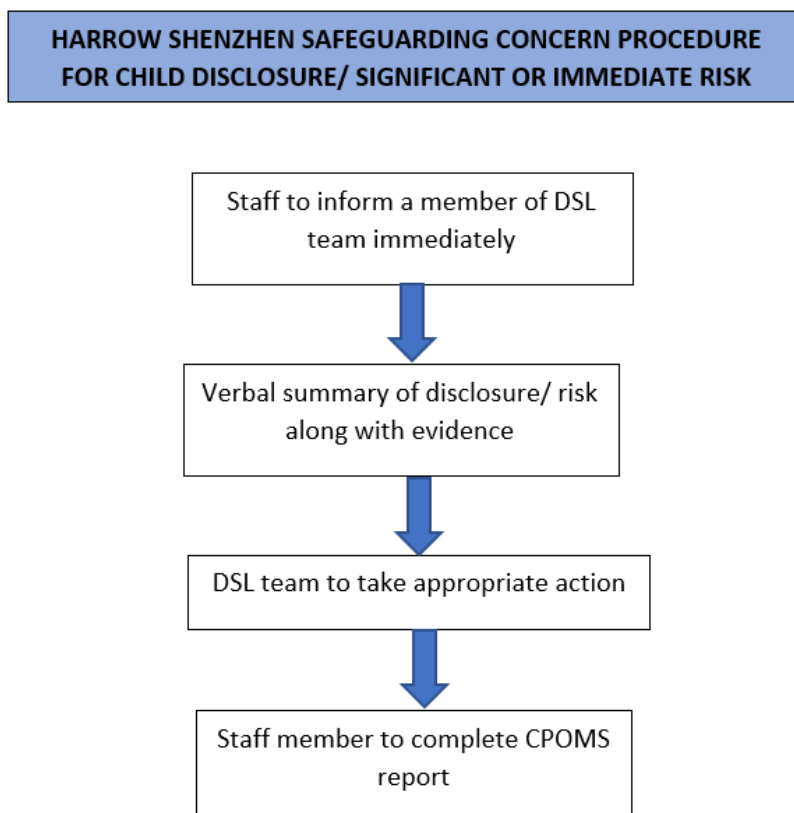 HARROW SHENZHEN SAFEGUARDING CONCERN PROCEDURE
FOR CHILD DISCLOSURE/ SIGNIFICANT OR IMMEDIATE RISK
Staff to inform a member of DSL
team immediately
Verbal summary of disclosure/ risk
along with evidence
DSL team to take appropriate action
Staff member to complete CPOMS
report